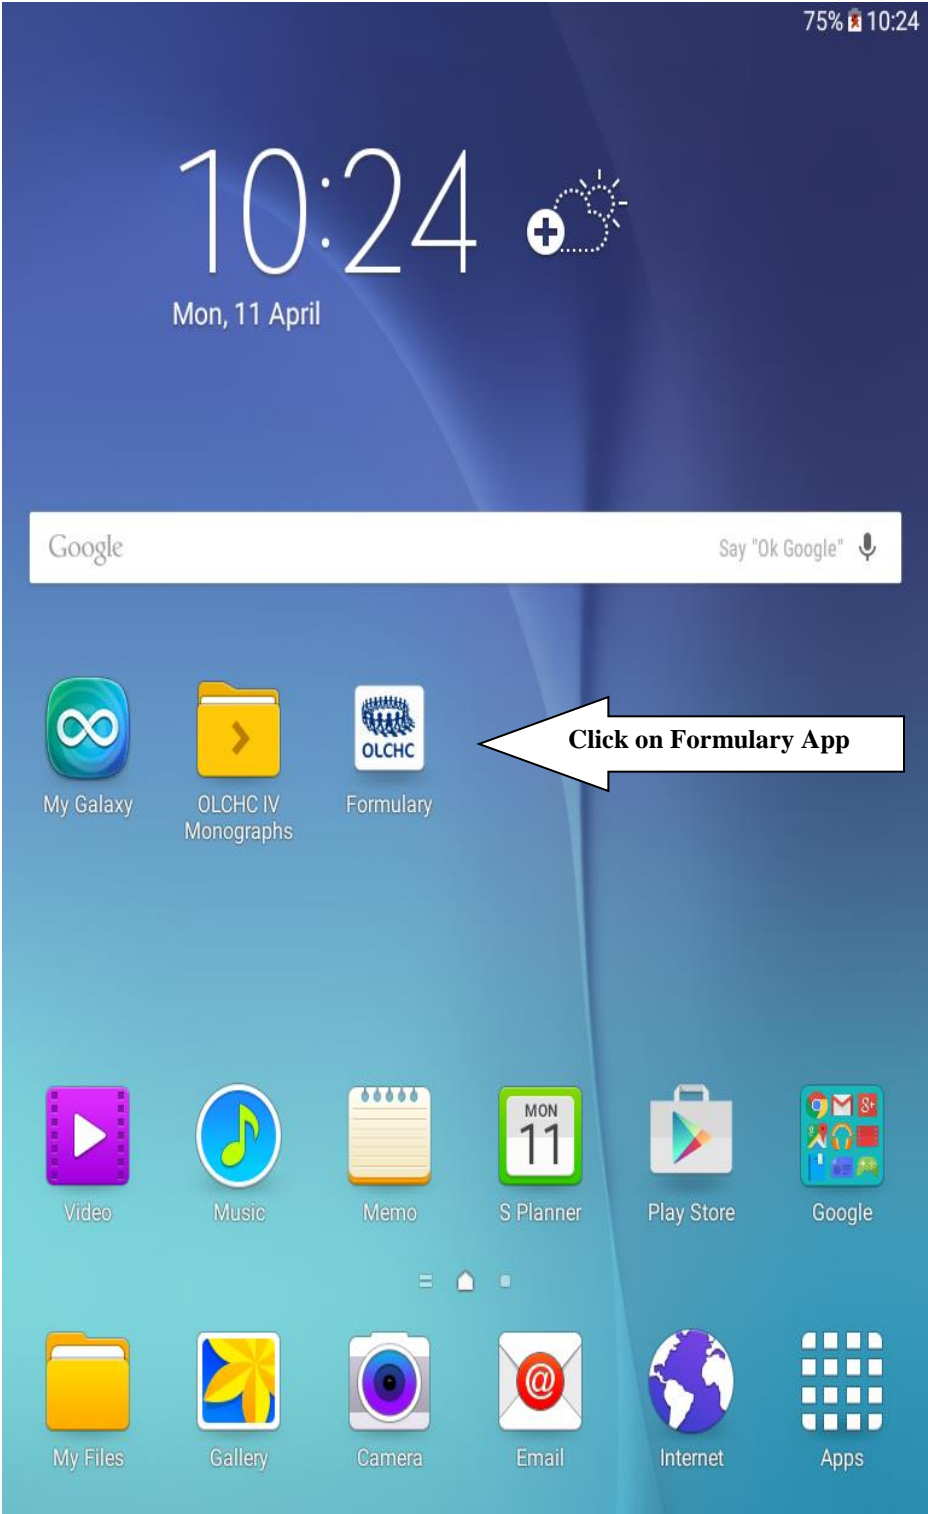 75% 10:24
10:24
Mon, 11 April
Google Say "Ok Google"
OLCHC
Click on Formulary App
My Galaxy OLCHC IV Formulary
Monographs
MON
11
8+
Video Music Memo S Planner Play Store Google
@
My Files Gallery Camera Email Internet Apps